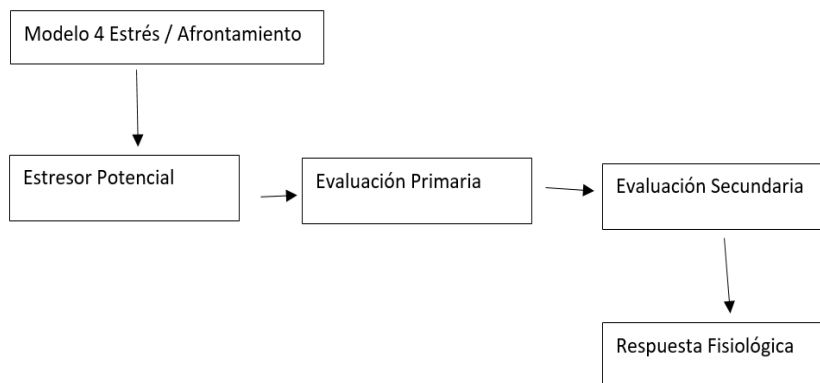 Modelo 4 Estrés / Afrontamiento
Estresor Potencial
Evaluación Primaria
Evaluación Secundaria
Respuesta Fisiológica